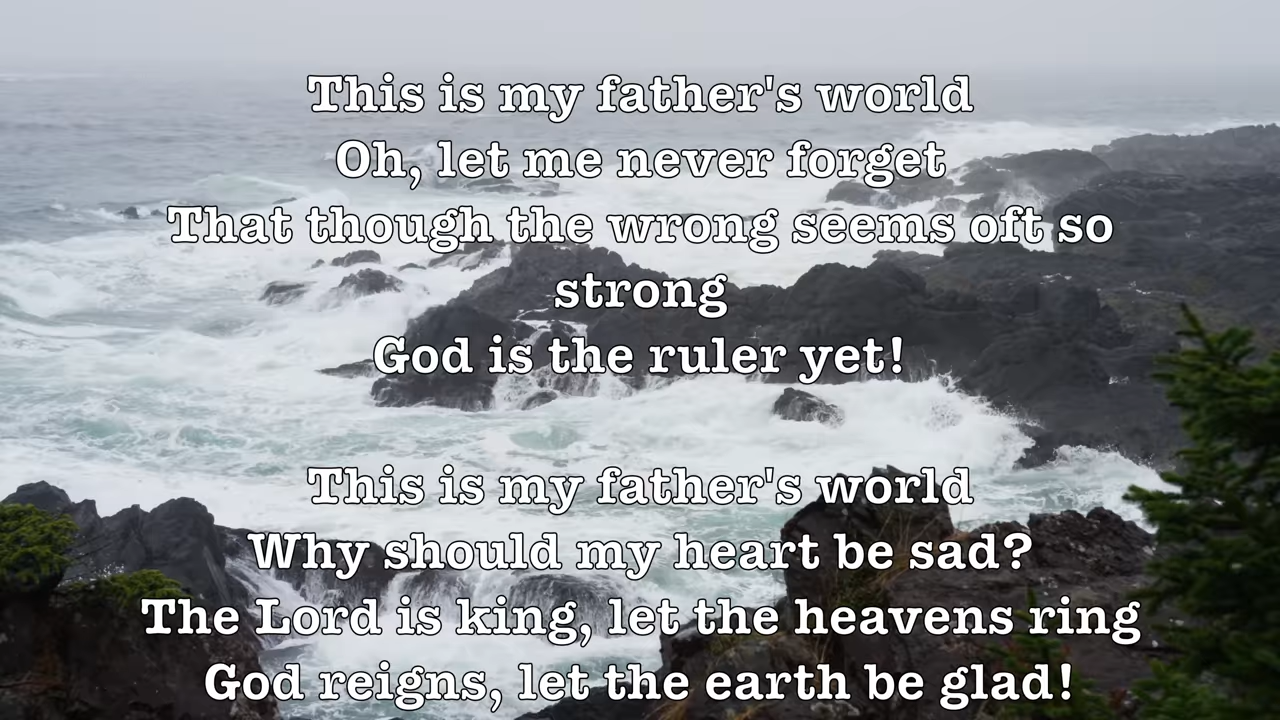 This is my father's world
Oh, let me never forget
That though the wrong seems oft so
strong
God is the ruler yet!
This is my father's world
Why should my heart be sad?
The Lord is king, let the heavens ring
God reigns, let the earth be glad!